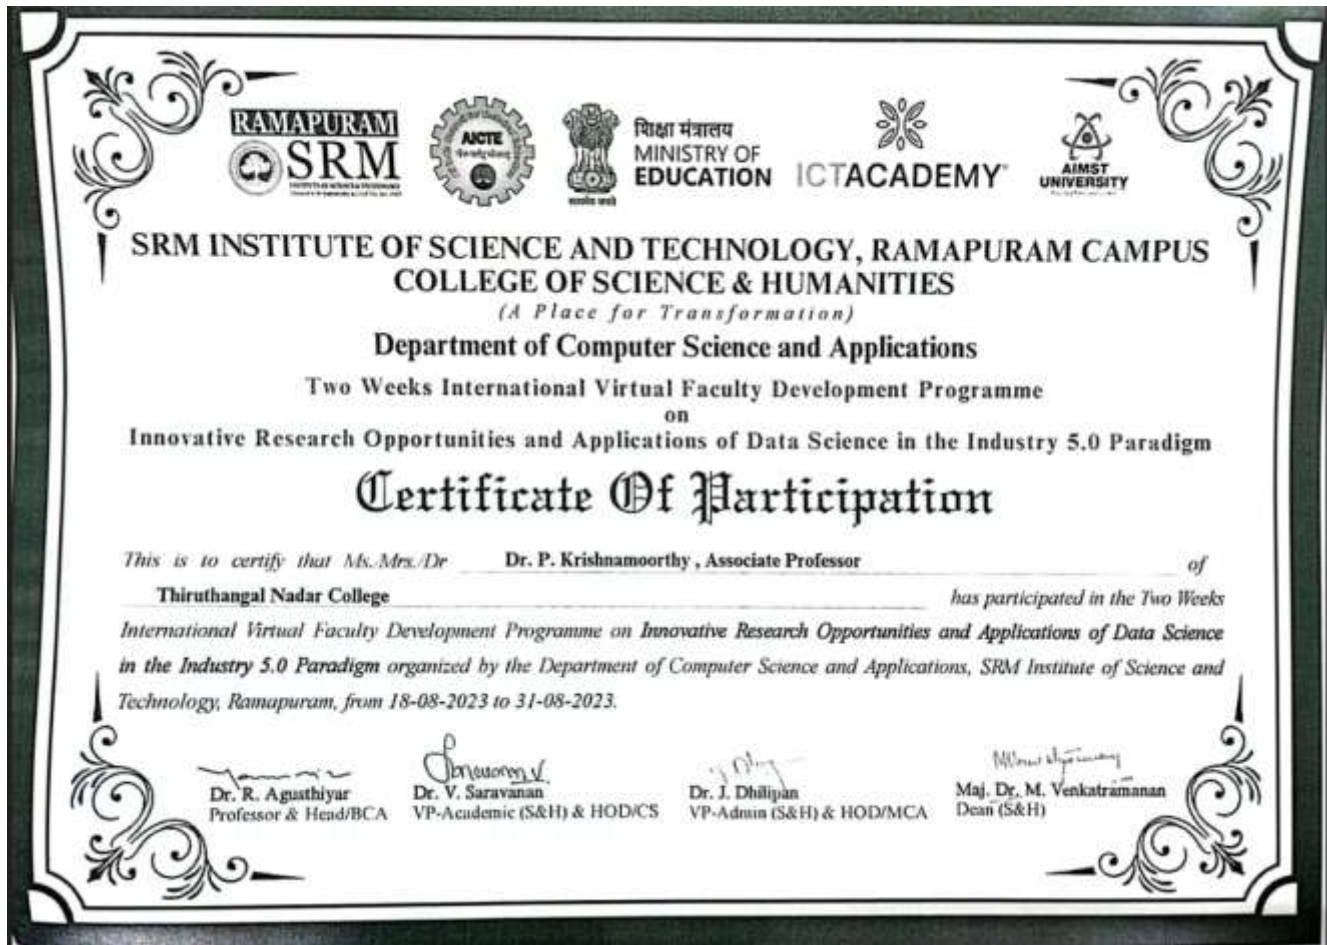 RAMAPURAM
SRM
AICTE
शिक्षा मंत्रालय
MINISTRY OF
EDUCATION
ICTACADEMY
AIMST
UNIVERSITY
SRM INSTITUTE OF SCIENCE AND TECHNOLOGY, RAMAPURAM CAMPUS
COLLEGE OF SCIENCE & HUMANITIES
(A Place for Transformation)
Department of Computer Science and Applications
Two Weeks International Virtual Faculty Development Programme
on
Innovative Research Opportunities and Applications of Data Science in the Industry 5.0 Paradigm
Certificate Of Participation
This is to certify that Ms./Mrs./Dr Dr. P. Krishnamoorthy , Associate Professor of
Thiruthangal Nadar College has participated in the Two Weeks
International Virtual Faculty Development Programme on Innovative Research Opportunities and Applications of Data Science
in the Industry 5.0 Paradigm organized by the Department of Computer Science and Applications, SRM Institute of Science and
Technology, Ramapuram, from 18-08-2023 to 31-08-2023.
Dr. R. Agusthiyar
Professor & Head/BCA
Dr. V. Saravanan
VP-Academic (S&H) & HOD/CS
Dr. J. Dhilipan
VP-Admin (S&H) & HOD/MCA
Maj. Dr. M. Venkatramanan
Dean (S&H)